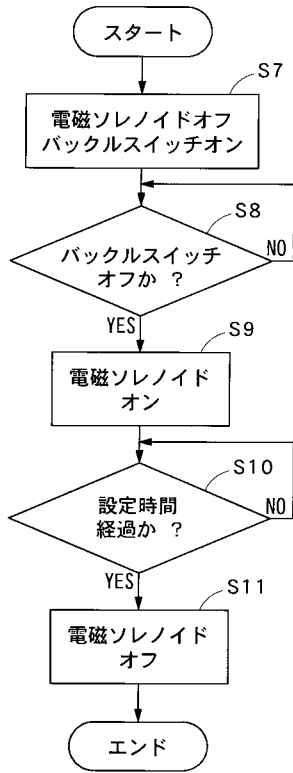 スタート
S7
電磁ソレノイドオフ
バックルスイッチオン
S8
バックルスイッチ
オフか ?
NO
YES
S9
電磁ソレノイド
オン
S10
設定時間
経過か ?
NO
YES
S11
電磁ソレノイド
オフ
エンド